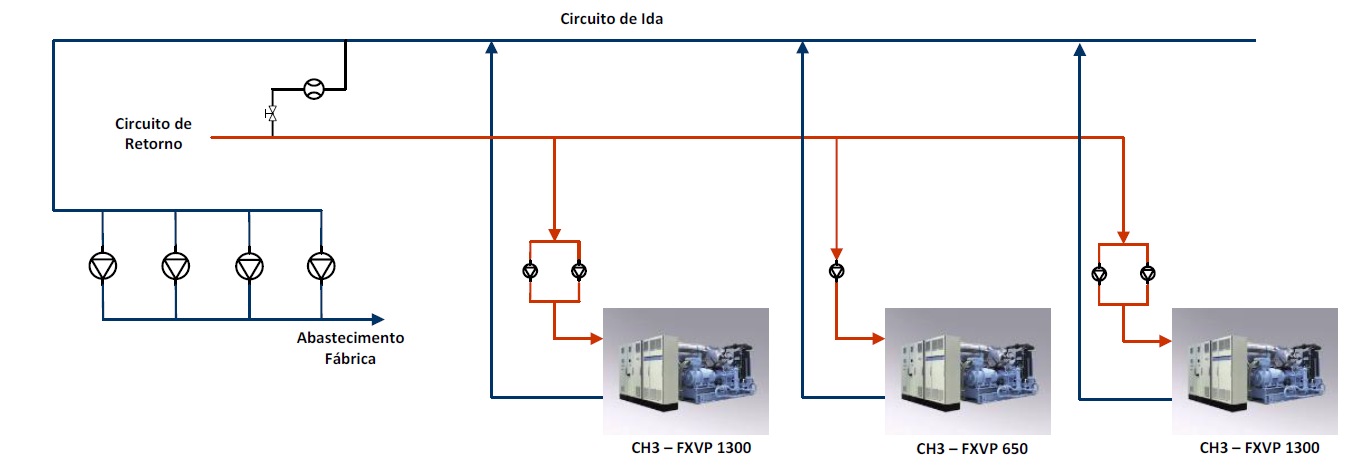 Circuito de Ida
Circuito de
Retorno
Abastecimento
Fábrica
CH3 – FXVP 1300
CH3 – FXVP 650
CH3 – FXVP 1300